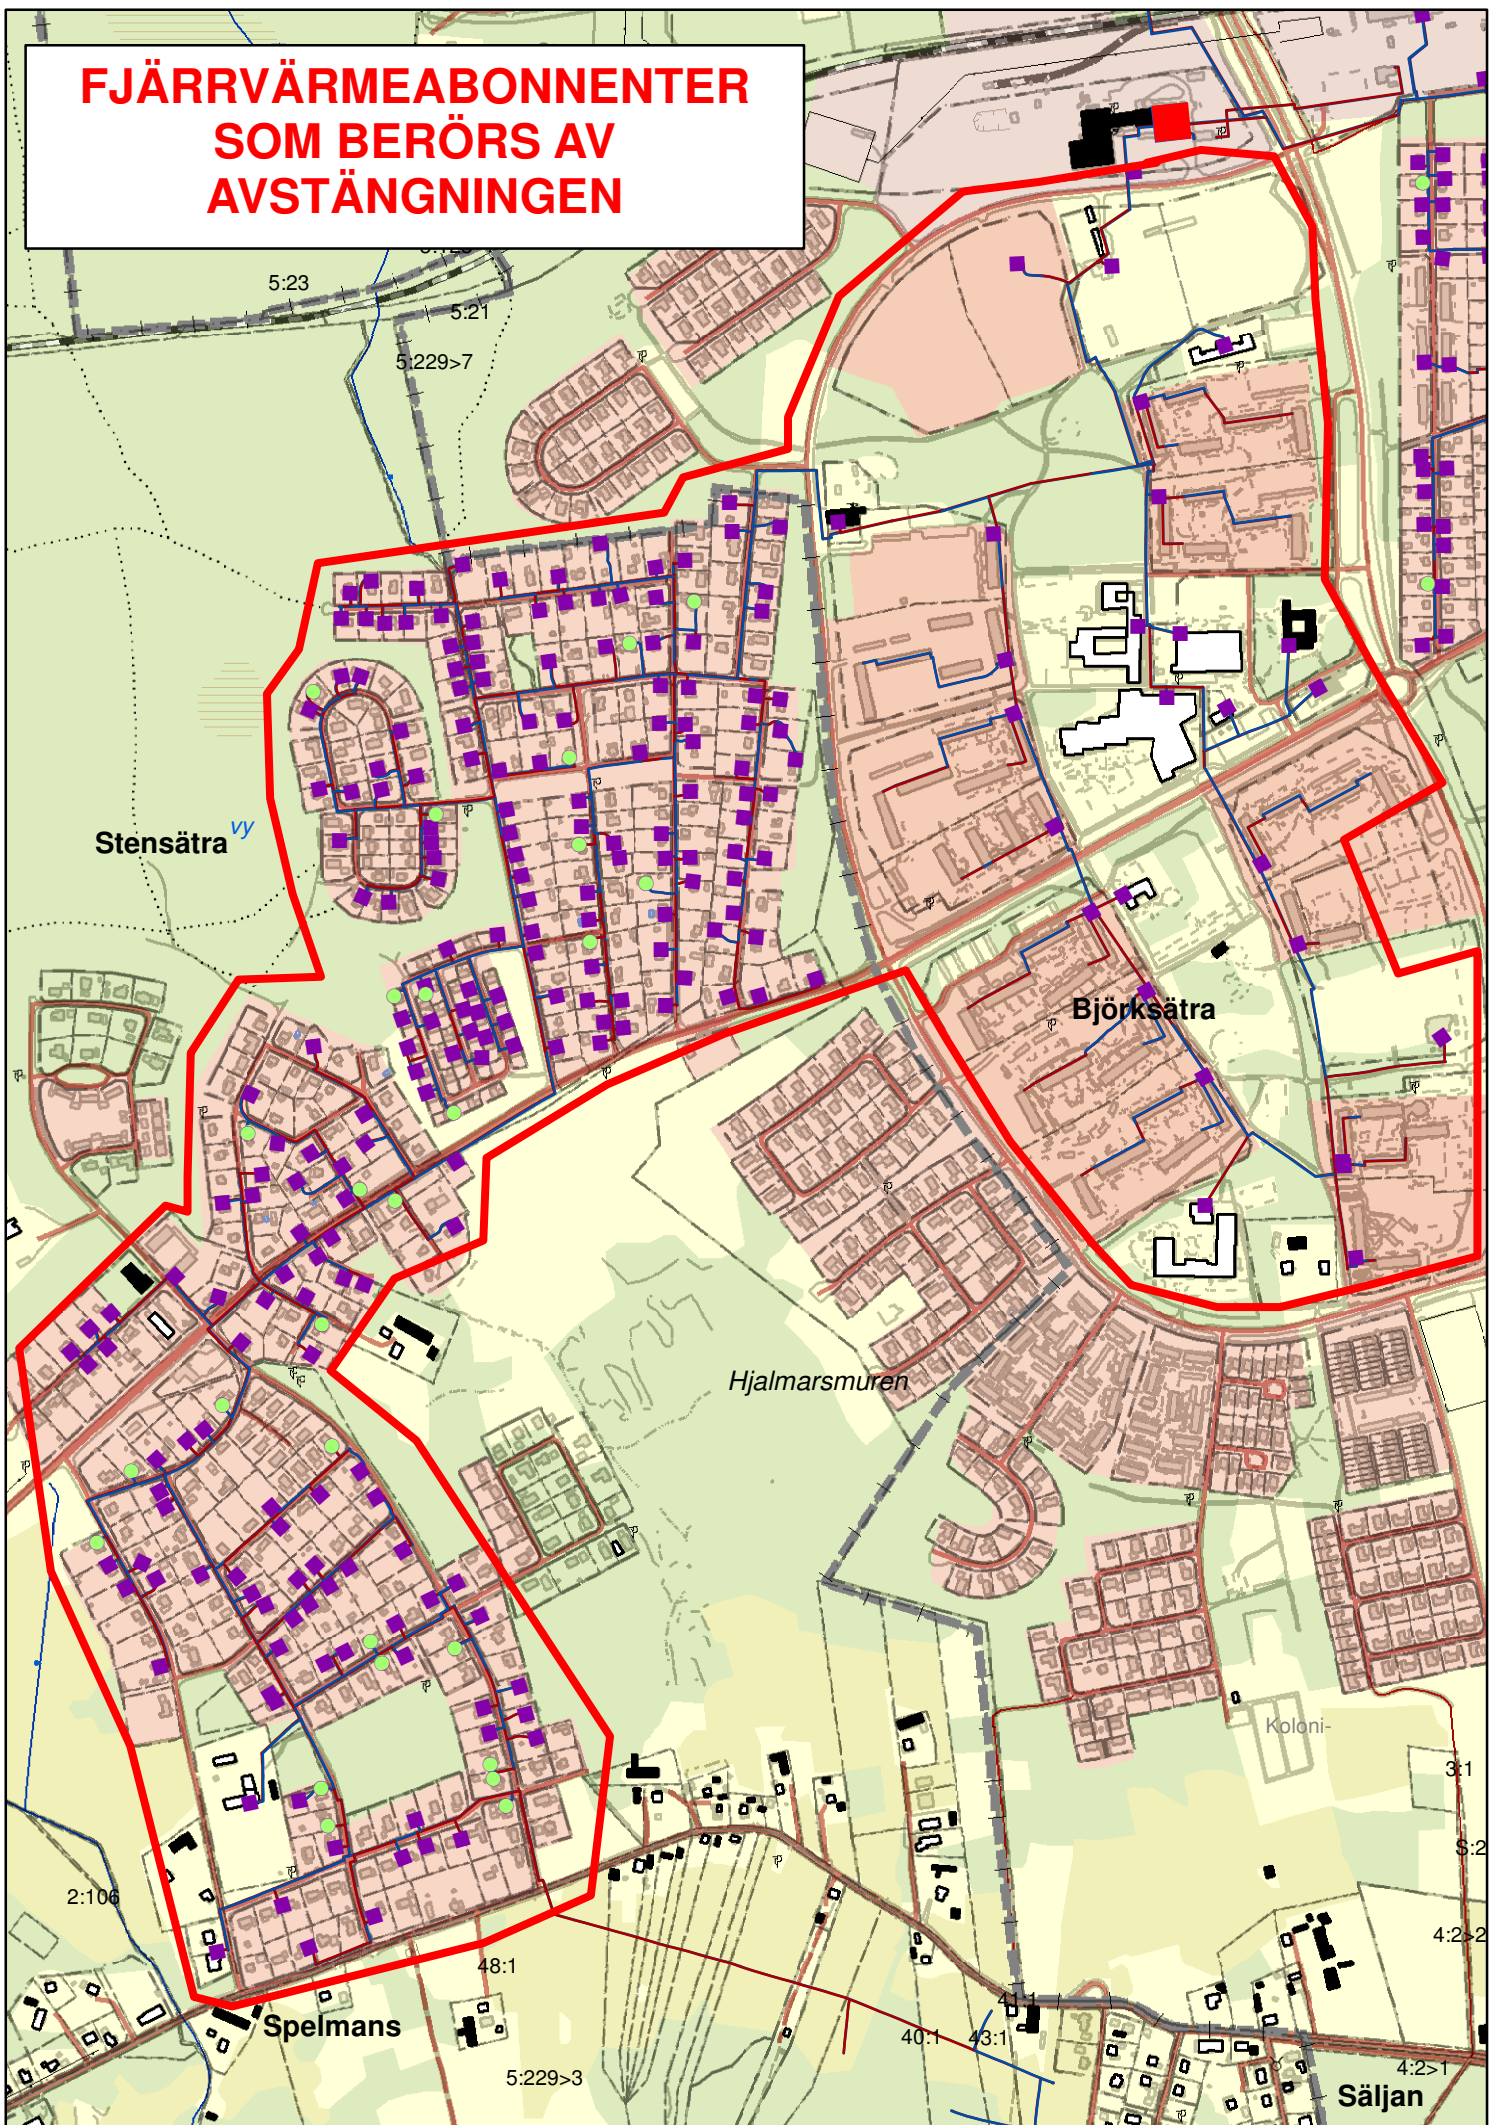 FJÄRRVÄRMEABONNENTER
SOM BERÖRS AV
AVSTÄNGNINGEN
5:23
5:21
5:229>7
Stensätra
vy
Björksätra
Hjalmarsmuren
Koloni-
3:1
S:2
2:106
4:2>2
48:1
41:1
Spelmans
40:1
43:1
5:229>3
4:2>1
Säljan